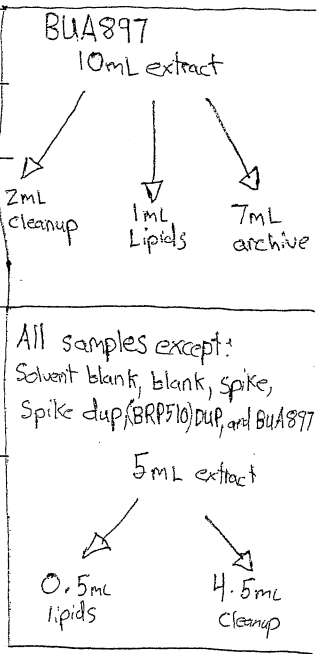 BUA897
10mL extract
2mL 1mL 7mL
Cleanup Lipids archive
All samples except:
Solvent blank, blank, spike,
Spike dup, (BRP510) DUP, and BUA897
5mL extract
0.5mL 4.5mL
lipids Cleanup